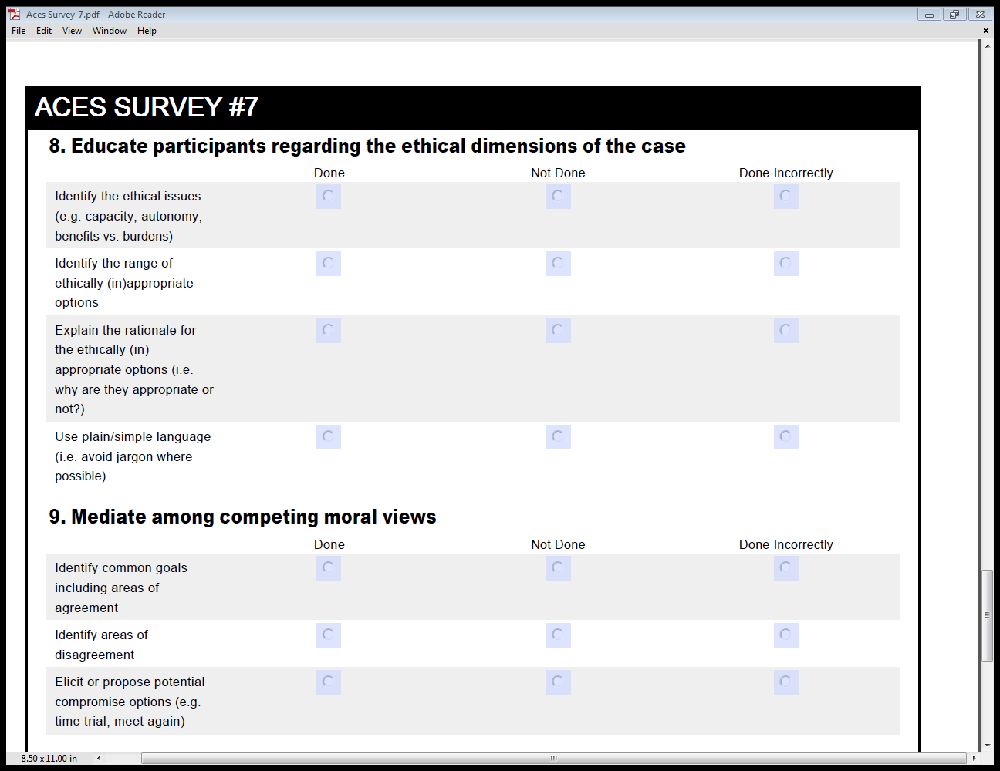 Aces Survey_7.pdf - Adobe Reader
File Edit View Window Help
ACES SURVEY #7
8. Educate participants regarding the ethical dimensions of the case
Done Not Done Done Incorrectly
Identify the ethical issues
(e.g. capacity, autonomy,
benefits vs. burdens)
Identify the range of
ethically (in)appropriate
options
Explain the rationale for
the ethically (in)
appropriate options (i.e.
why are they appropriate or
not?)
Use plain/simple language
(i.e. avoid jargon where
possible)
9. Mediate among competing moral views
Done Not Done Done Incorrectly
Identify common goals
including areas of
agreement
Identify areas of
disagreement
Elicit or propose potential
compromise options (e.g.
time trial, meet again)
8.50 x 11.00 in